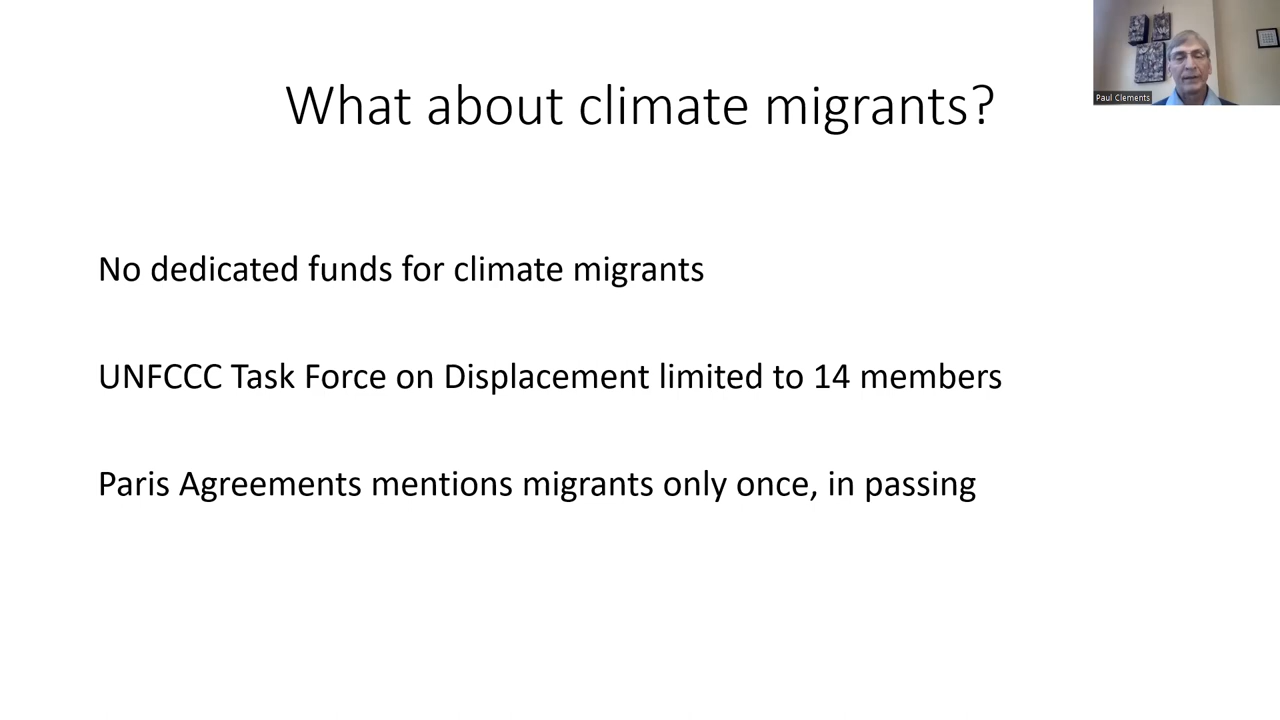 What about climate migrants?
Paul Clements
No dedicated funds for climate migrants
UNFCCC Task Force on Displacement limited to 14 members
Paris Agreements mentions migrants only once, in passing